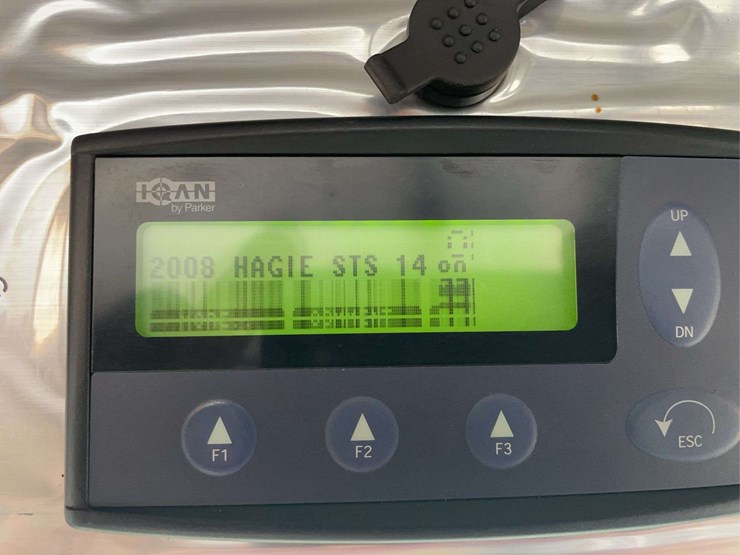 IQAN
by Parker
2008 HAGIE STS 14
UP
DN
F1
F2
F3
ESC